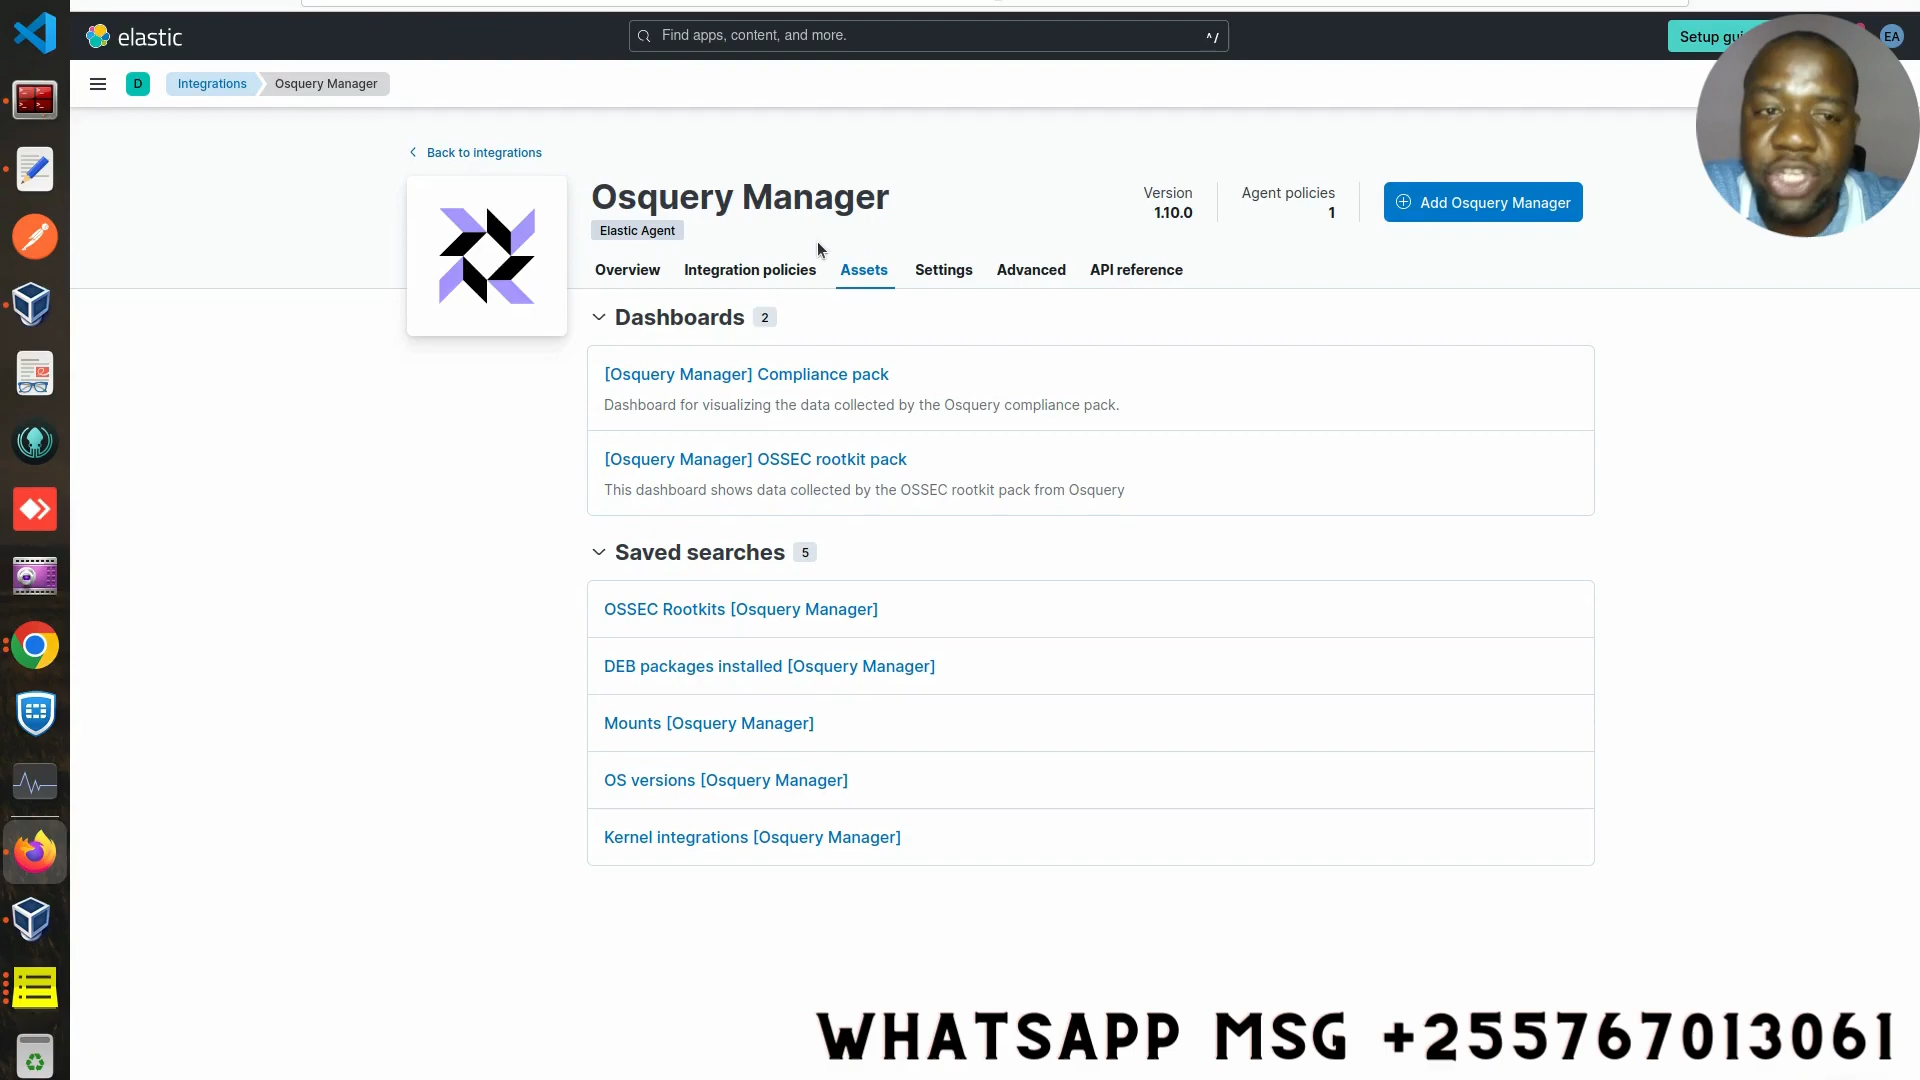 elastic
Find apps, content, and more.
^/
Setup gui
EA
D
Integrations
Osquery Manager
Back to integrations
Osquery Manager
Elastic Agent
Version
1.10.0
Agent policies
1
Add Osquery Manager
Overview
Integration policies
Assets
Settings
Advanced
API reference
Dashboards 2
[Osquery Manager] Compliance pack
Dashboard for visualizing the data collected by the Osquery compliance pack.
[Osquery Manager] OSSEC rootkit pack
This dashboard shows data collected by the OSSEC rootkit pack from Osquery
Saved searches 5
OSSEC Rootkits [Osquery Manager]
DEB packages installed [Osquery Manager]
Mounts [Osquery Manager]
OS versions [Osquery Manager]
Kernel integrations [Osquery Manager]
WHATSAPP MSG +255767013061